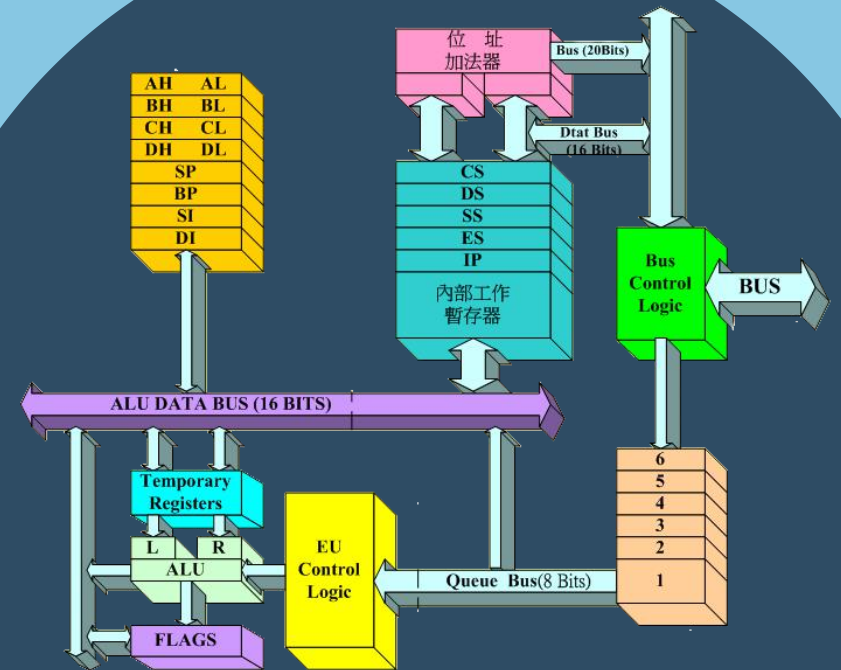 位 址
加法器
Bus (20Bits)
AH AL
BH BL
CH CL
DH DL
SP
BP
SI
DI
Dtat Bus
(16 Bits)
CS
DS
SS
ES
IP
內部工作
暫存器
Bus
Control
Logic
BUS
ALU DATA BUS (16 BITS)
Temporary
Registers
L R
ALU
FLAGS
EU
Control
Logic
Queue Bus(8 Bits)
6
5
4
3
2
1